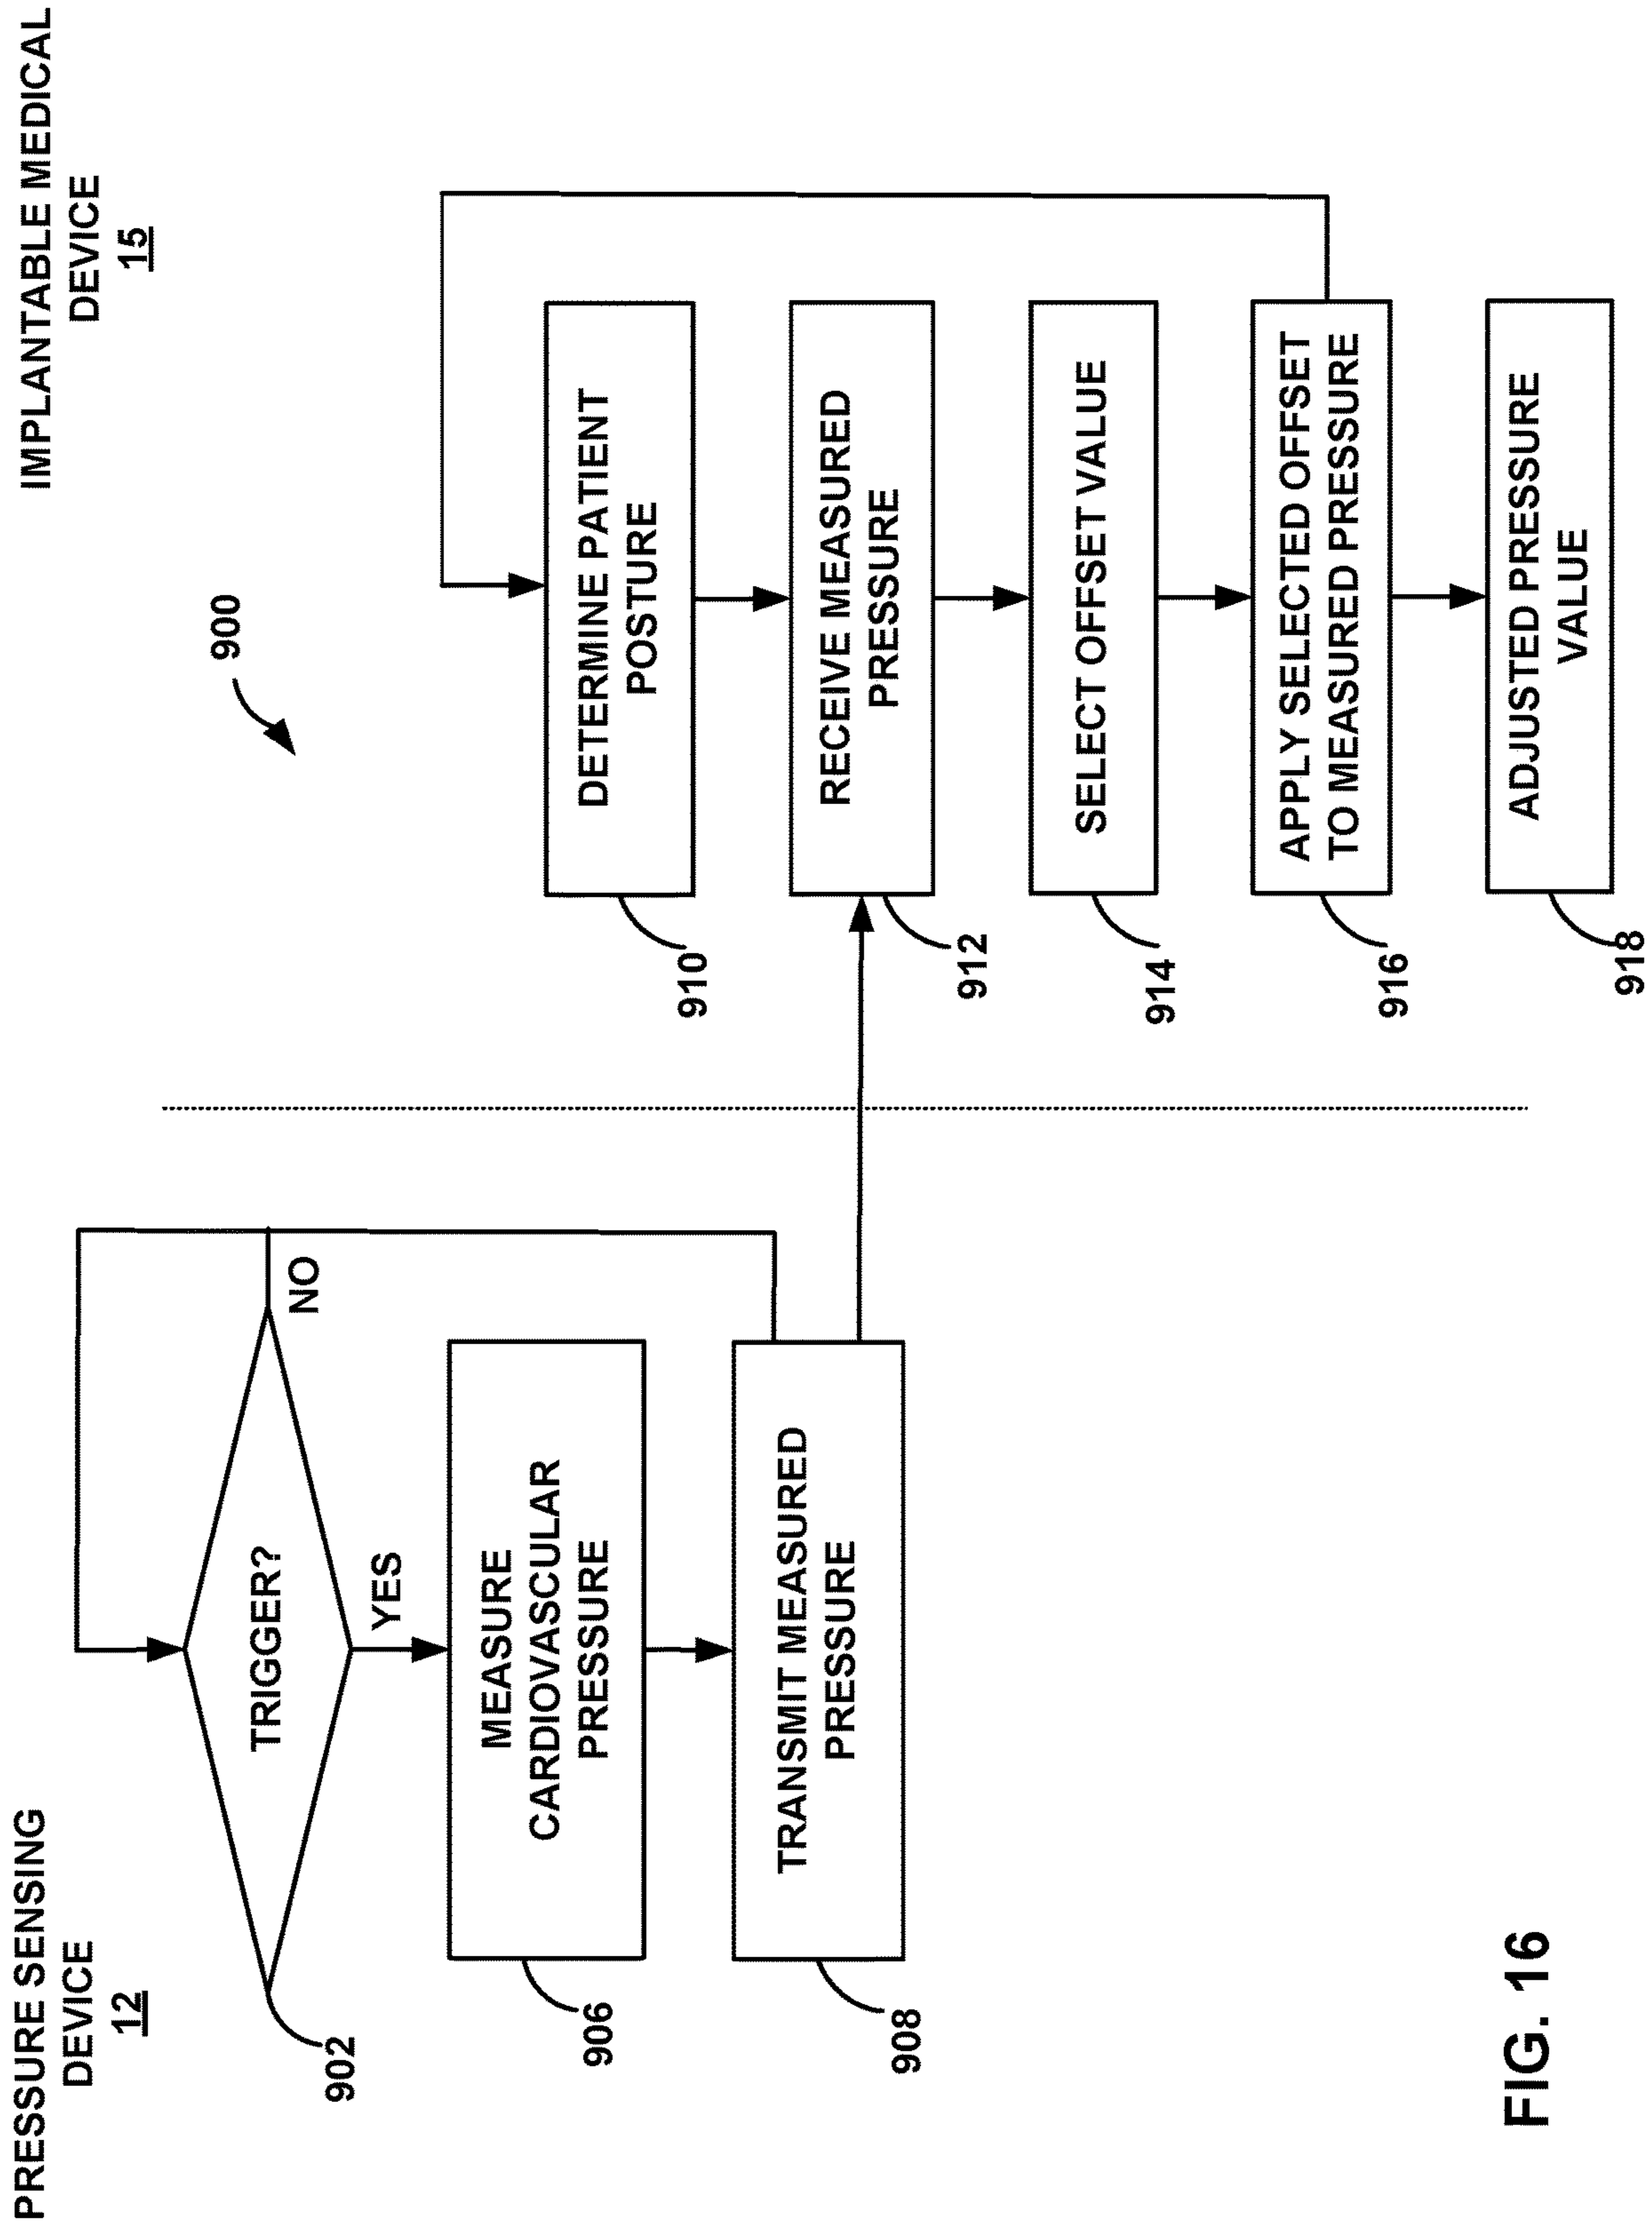 PRESSURE SENSING
DEVICE
12
TRIGGER?
NO
YES
902
MEASURE
CARDIOVASCULAR
PRESSURE
906
TRANSMIT MEASURED
PRESSURE
908
IMPLANTABLE MEDICAL
DEVICE
15
900
DETERMINE PATIENT
POSTURE
910
RECEIVE MEASURED
PRESSURE
912
SELECT OFFSET VALUE
914
APPLY SELECTED OFFSET
TO MEASURED PRESSURE
916
ADJUSTED PRESSURE
VALUE
918
FIG. 16